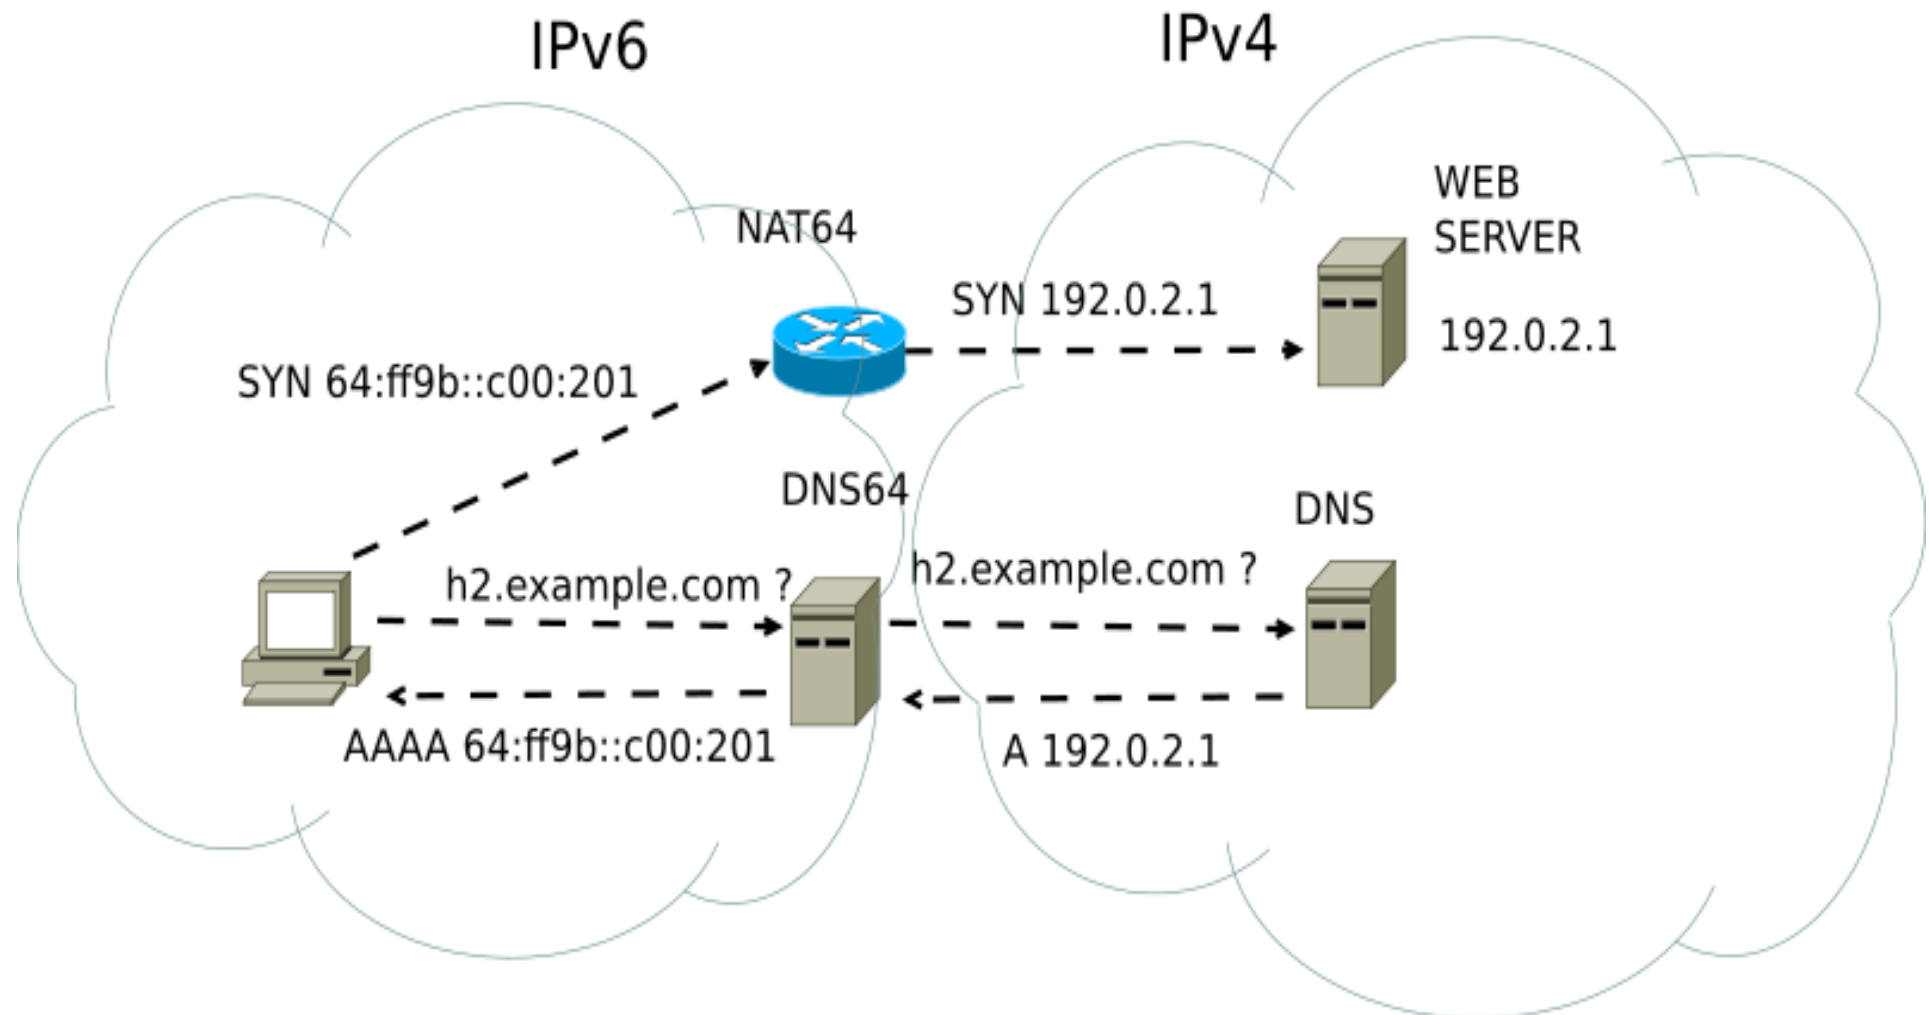 IPv6
IPv4
NAT64
WEB
SERVER
SYN 192.0.2.1
192.0.2.1
SYN 64:ff9b::c00:201
DNS64
DNS
h2.example.com ?
h2.example.com ?
AAAA 64:ff9b::c00:201
A 192.0.2.1